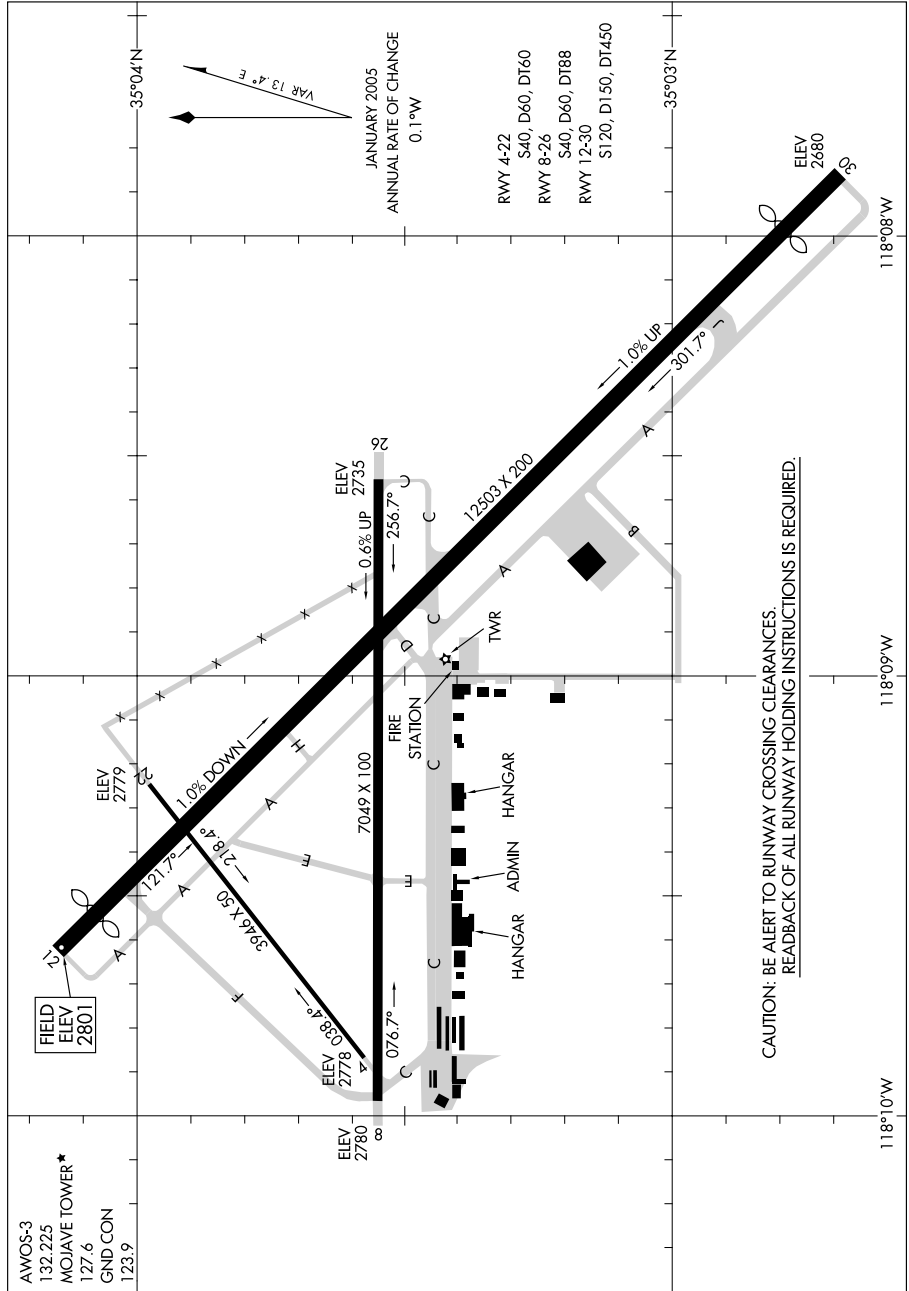 AWOS-3
132.225
MOJAVE TOWER★
127.6
GND CON
123.9
JANUARY 2005
ANNUAL RATE OF CHANGE
0.1°W
VAR 13.4° E
35°04'N
35°03'N
RWY 4-22
S40, D60, DT60
RWY 8-26
S40, D60, DT88
RWY 12-30
S120, D150, DT450
FIELD
ELEV
2801
12
A
121.7°
1.0% DOWN
ELEV
2779
22
218.4°
3946 X 50
038.4°
4
ELEV
2778
F
A
A
H
E
E
X
X
X
X
X
X
ELEV
2780
8
076.7°
7049 X 100
0.6% UP
256.7°
ELEV
2735
26
C
C
C
C
C
C
D
FIRE
STATION
TWR
HANGAR
ADMIN
HANGAR
A
B
A
12503 X 200
1.0% UP
301.7°
J
ELEV
2680
30
CAUTION: BE ALERT TO RUNWAY CROSSING CLEARANCES.
READBACK OF ALL RUNWAY HOLDING INSTRUCTIONS IS REQUIRED.
118°10'W
118°09'W
118°08'W